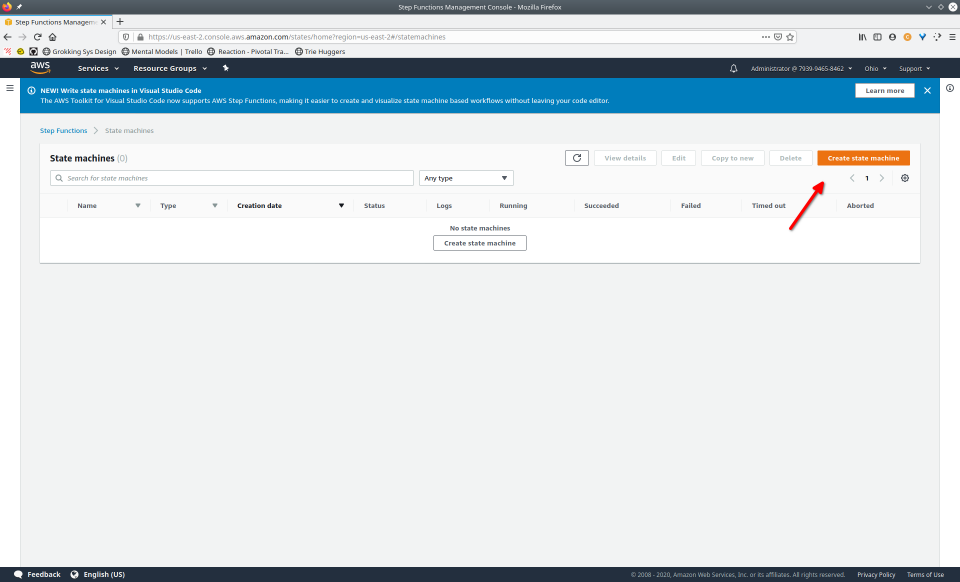 Step Functions Management Console - Mozilla Firefox
Step Functions Managem
https://us-east-2.console.aws.amazon.com/states/home?region=us-east-2#/statemachines
Grokking Sys Design Mental Models | Trello Reaction - Pivotal Tra... Trie Huggers
aws Services Resource Groups Administrator @ 7939-9465-8462 Ohio Support
NEW! Write state machines in Visual Studio Code
The AWS Toolkit for Visual Studio Code now supports AWS Step Functions, making it easier to create and visualize state machine based workflows without leaving your code editor.
Learn more
Step Functions State machines
State machines (0) View details Edit Copy to new Delete Create state machine
Search for state machines Any type 1
Name Type Creation date Status Logs Running Succeeded Failed Timed out Aborted
No state machines
Create state machine
Feedback English (US) © 2008 - 2020, Amazon Web Services, Inc. or its affiliates. All rights reserved. Privacy Policy Terms of Use